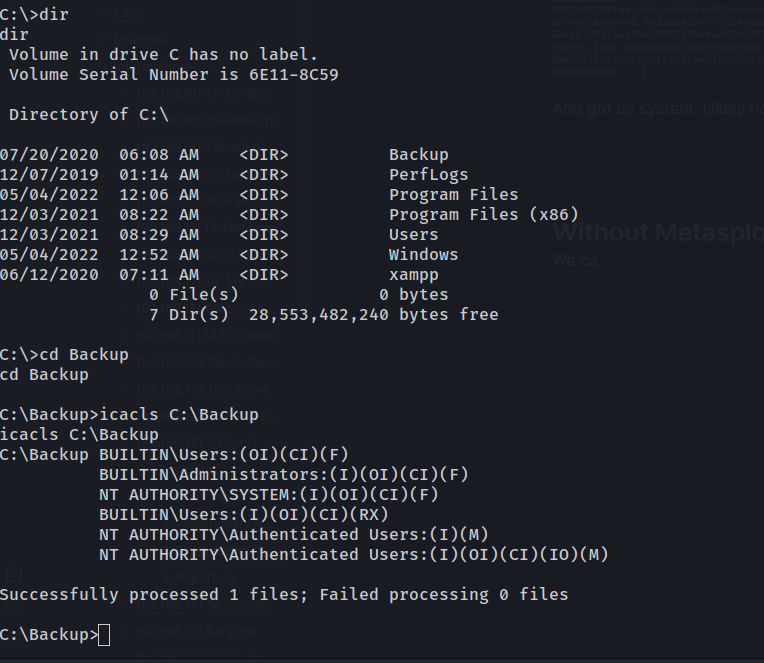 C:\>dir
dir
 Volume in drive C has no label.
 Volume Serial Number is 6E11-8C59

 Directory of C:\

07/20/2020  06:08 AM    <DIR>          Backup
12/07/2019  01:14 AM    <DIR>          PerfLogs
05/04/2022  12:06 AM    <DIR>          Program Files
12/03/2021  08:22 AM    <DIR>          Program Files (x86)
12/03/2021  08:29 AM    <DIR>          Users
05/04/2022  12:52 AM    <DIR>          Windows
06/12/2020  07:11 AM    <DIR>          xampp
               0 File(s)              0 bytes
               7 Dir(s)  28,553,482,240 bytes free

C:\>cd Backup
cd Backup

C:\Backup>icacls C:\Backup
icacls C:\Backup
C:\Backup BUILTIN\Users:(OI)(CI)(F)
          BUILTIN\Administrators:(I)(OI)(CI)(F)
          NT AUTHORITY\SYSTEM:(I)(OI)(CI)(F)
          BUILTIN\Users:(I)(OI)(CI)(RX)
          NT AUTHORITY\Authenticated Users:(I)(M)
          NT AUTHORITY\Authenticated Users:(I)(OI)(CI)(IO)(M)

Successfully processed 1 files; Failed processing 0 files

C:\Backup>
And got us system. Likely
Without
We ca